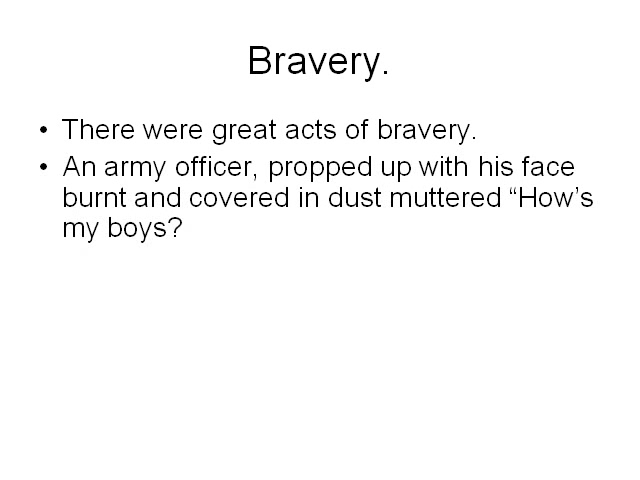 Bravery.
• There were great acts of bravery.
• An army officer, propped up with his face
burnt and covered in dust muttered “How’s
my boys?